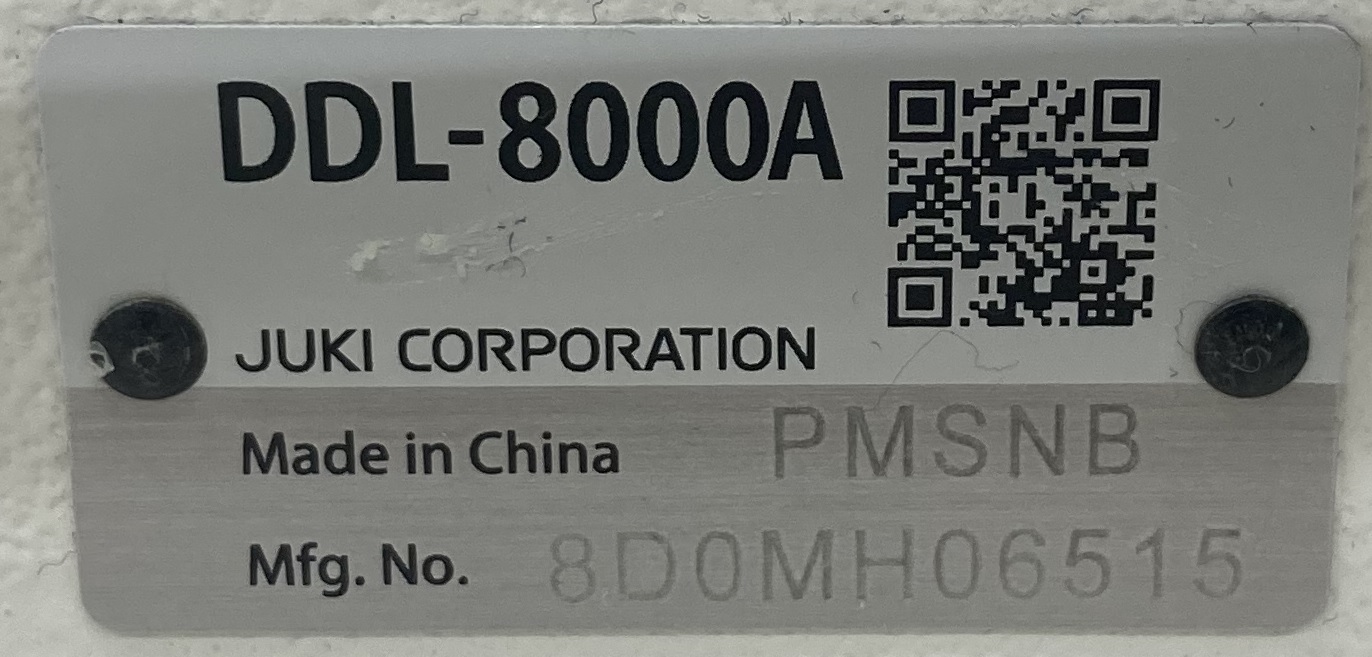 DDL-8000A
JUKI CORPORATION
Made in China PMSNB
Mfg. No. 8D0MH06515